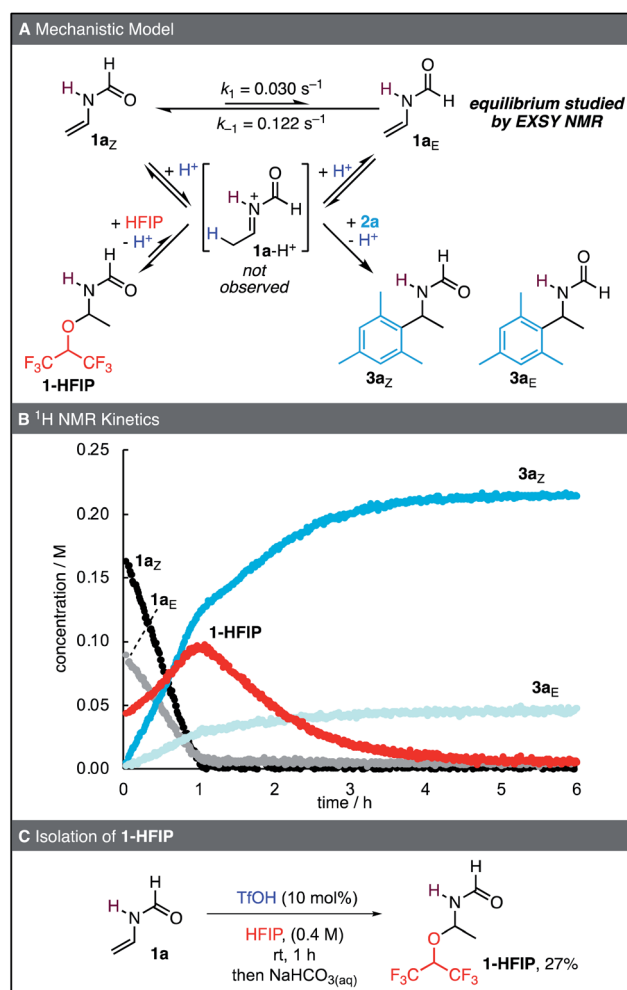 A Mechanistic Model
H
H
N
O
1aZ
k1 = 0.030 s−1
k−1 = 0.122 s−1
O
H
N
H
1aE
equilibrium studied
by EXSY NMR
+ H+
+ H+
O
H
N
+
H
H
1a-H+
not
observed
+ HFIP
- H+
+ 2a
- H+
H
H
N
O
O
F3C
CF3
1-HFIP
H
H
N
O
3aZ
O
H
N
H
3aE
B 1H NMR Kinetics
concentration / M
0.25
0.20
0.15
0.10
0.05
0.00
1aZ
1aE
1-HFIP
3aZ
3aE
0
1
2
3
4
5
6
time / h
C Isolation of 1-HFIP
H
H
N
O
1a
TfOH (10 mol%)
HFIP, (0.4 M)
rt, 1 h
then NaHCO3(aq)
H
H
N
O
O
F3C
CF3
1-HFIP, 27%